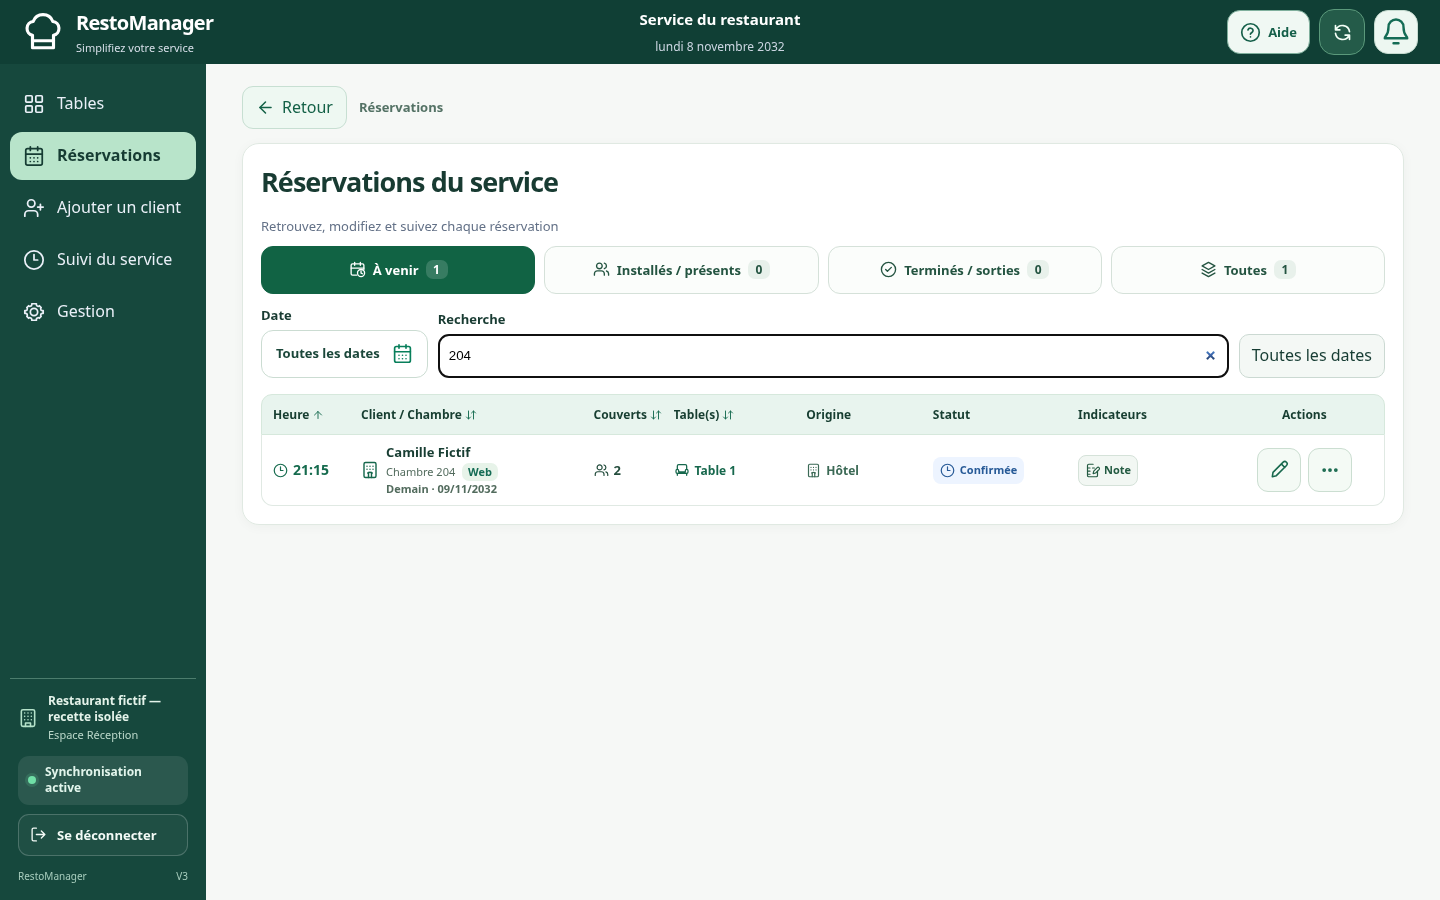 RestoManager
Simplifiez votre service
Service du restaurant
lundi 8 novembre 2032
Aide
Tables
Réservations
Ajouter un client
Suivi du service
Gestion
Restaurant fictif —
recette isolée
Espace Réception
Synchronisation
active
Se déconnecter
RestoManager V3
Retour Réservations
Réservations du service
Retrouvez, modifiez et suivez chaque réservation
À venir 1 Installés / présents 0 Terminés / sorties 0 Toutes 1
Date Recherche
Toutes les dates 204 Toutes les dates
Heure Client / Chambre Couverts Table(s) Origine Statut Indicateurs Actions
Camille Fictif
21:15 Chambre 204 Web 2 Table 1 Hôtel Confirmée Note
Demain · 09/11/2032